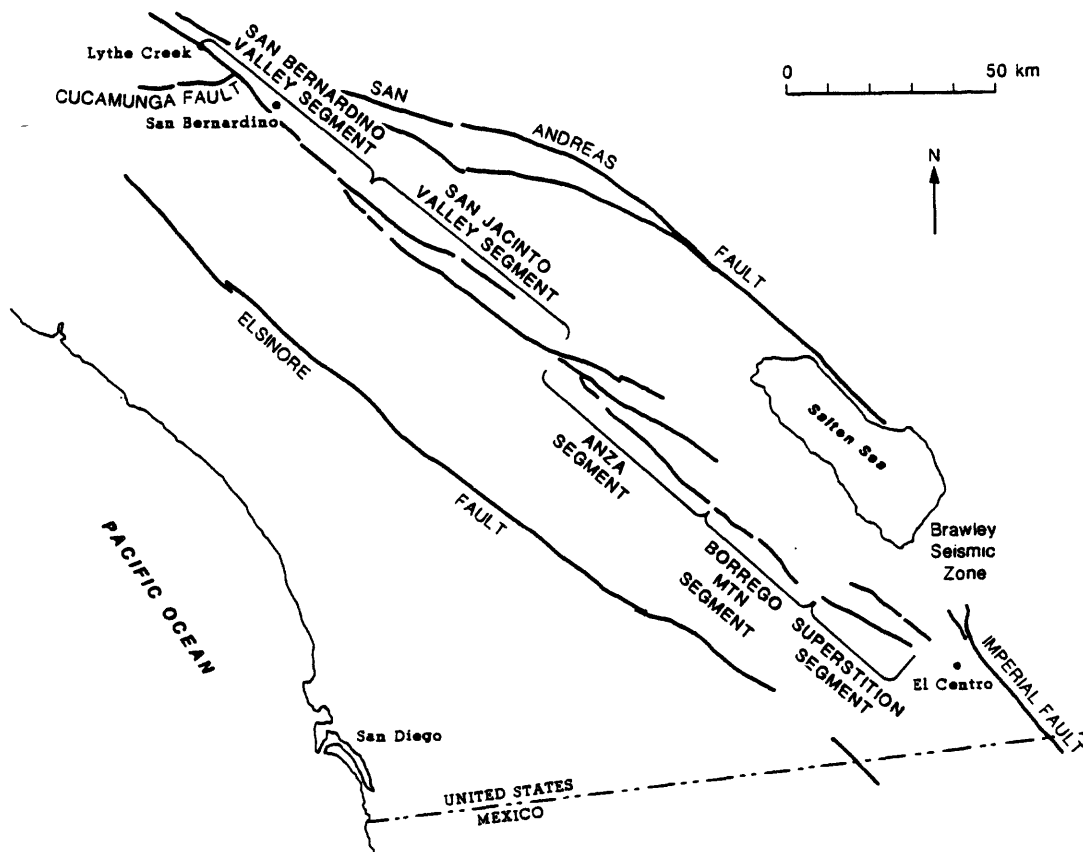 Lythe Creek
CUCAMUNGA FAULT
San Bernardino
SAN BERNARDINO
VALLEY SEGMENT
SAN
ANDREAS
FAULT
0 50 km
N
SAN JACINTO
VALLEY SEGMENT
ELSINORE
FAULT
ANZA
SEGMENT
Salton Sea
Brawley
Seismic
Zone
BORREGO
MTN
SEGMENT
SUPERSTITION
SEGMENT
El Centro
IMPERIAL FAULT
PACIFIC OCEAN
San Diego
UNITED STATES
MEXICO